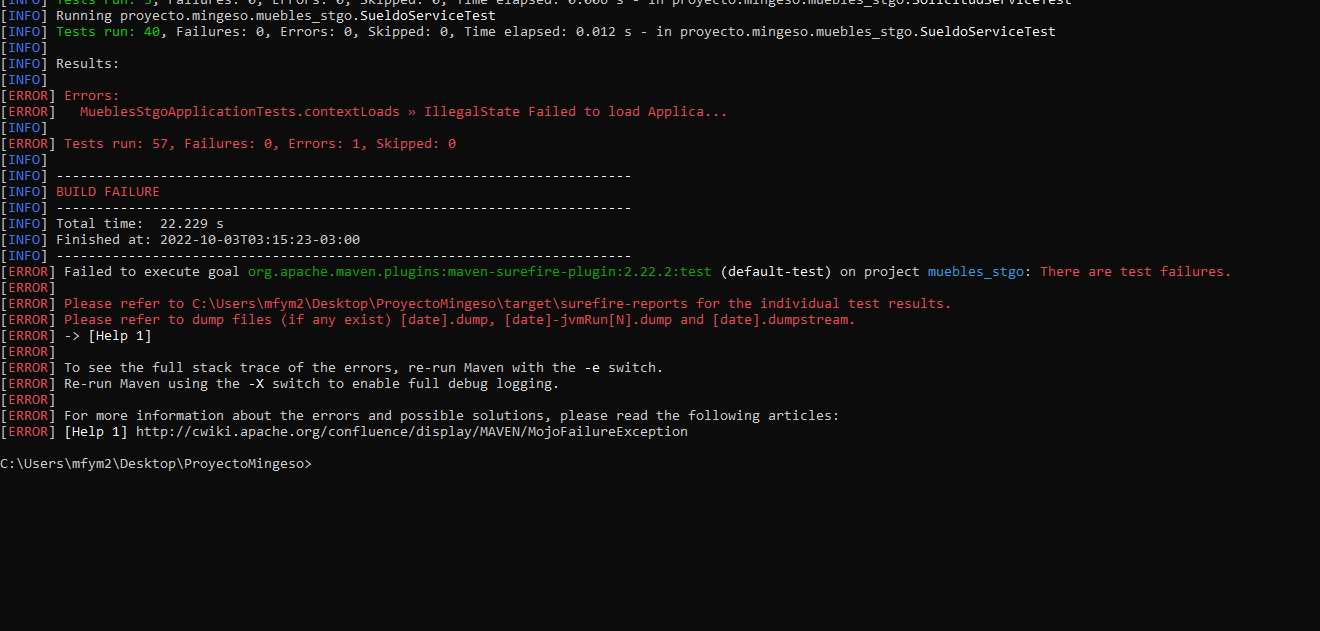 [INFO] Tests run: 5, Failures: 0, Errors: 0, Skipped: 0, Time elapsed: 0.006 s - in proyecto.mingeso.muebles_stgo.SolicitudServiceTest
[INFO] Running proyecto.mingeso.muebles_stgo.SueldoServiceTest
[INFO] Tests run: 40, Failures: 0, Errors: 0, Skipped: 0, Time elapsed: 0.012 s - in proyecto.mingeso.muebles_stgo.SueldoServiceTest
[INFO]
[INFO] Results:
[INFO]
[ERROR] Errors:
[ERROR]   MueblesStgoApplicationTests.contextLoads » IllegalState Failed to load Applica...
[INFO]
[ERROR] Tests run: 57, Failures: 0, Errors: 1, Skipped: 0
[INFO]
[INFO] ------------------------------------------------------------------------
[INFO] BUILD FAILURE
[INFO] ------------------------------------------------------------------------
[INFO] Total time:  22.229 s
[INFO] Finished at: 2022-10-03T03:15:23-03:00
[INFO] ------------------------------------------------------------------------
[ERROR] Failed to execute goal org.apache.maven.plugins:maven-surefire-plugin:2.22.2:test (default-test) on project muebles_stgo: There are test failures.
[ERROR]
[ERROR] Please refer to C:\Users\mfym2\Desktop\ProyectoMingeso\target\surefire-reports for the individual test results.
[ERROR] Please refer to dump files (if any exist) [date].dump, [date]-jvmRun[N].dump and [date].dumpstream.
[ERROR] -> [Help 1]
[ERROR]
[ERROR] To see the full stack trace of the errors, re-run Maven with the -e switch.
[ERROR] Re-run Maven using the -X switch to enable full debug logging.
[ERROR]
[ERROR] For more information about the errors and possible solutions, please read the following articles:
[ERROR] [Help 1] http://cwiki.apache.org/confluence/display/MAVEN/MojoFailureException
C:\Users\mfym2\Desktop\ProyectoMingeso>